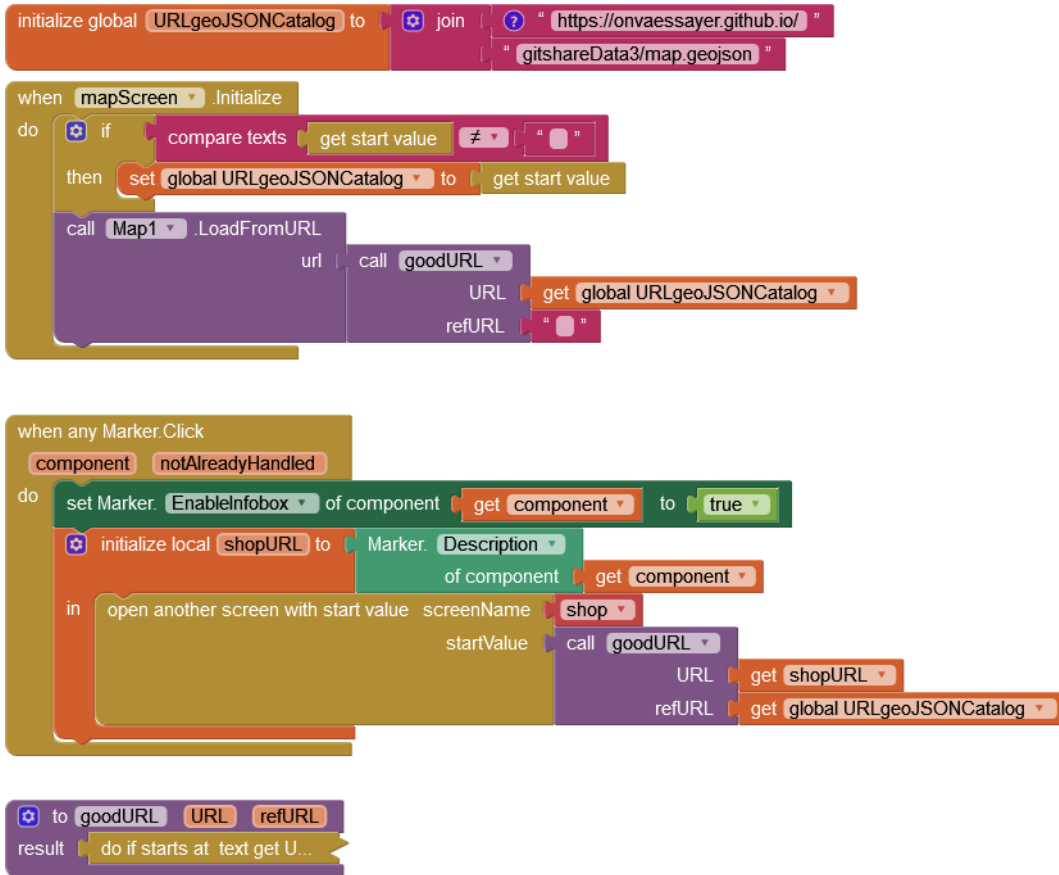 initialize global URLgeoJSONCatalog to join ? “ https://onvaessayer.github.io/ ”
“ gitshareData3/map.geojson ”
when mapScreen .Initialize
do if compare texts get start value ≠ “ ”
then set global URLgeoJSONCatalog to get start value
call Map1 .LoadFromURL
url call goodURL
URL get global URLgeoJSONCatalog
refURL “ ”
when any Marker.Click
component notAlreadyHandled
do set Marker. EnableInfobox of component get component to true
initialize local shopURL to Marker. Description
of component get component
in open another screen with start value screenName shop
startValue call goodURL
URL get shopURL
refURL get global URLgeoJSONCatalog
to goodURL URL refURL
result do if starts at text get U...